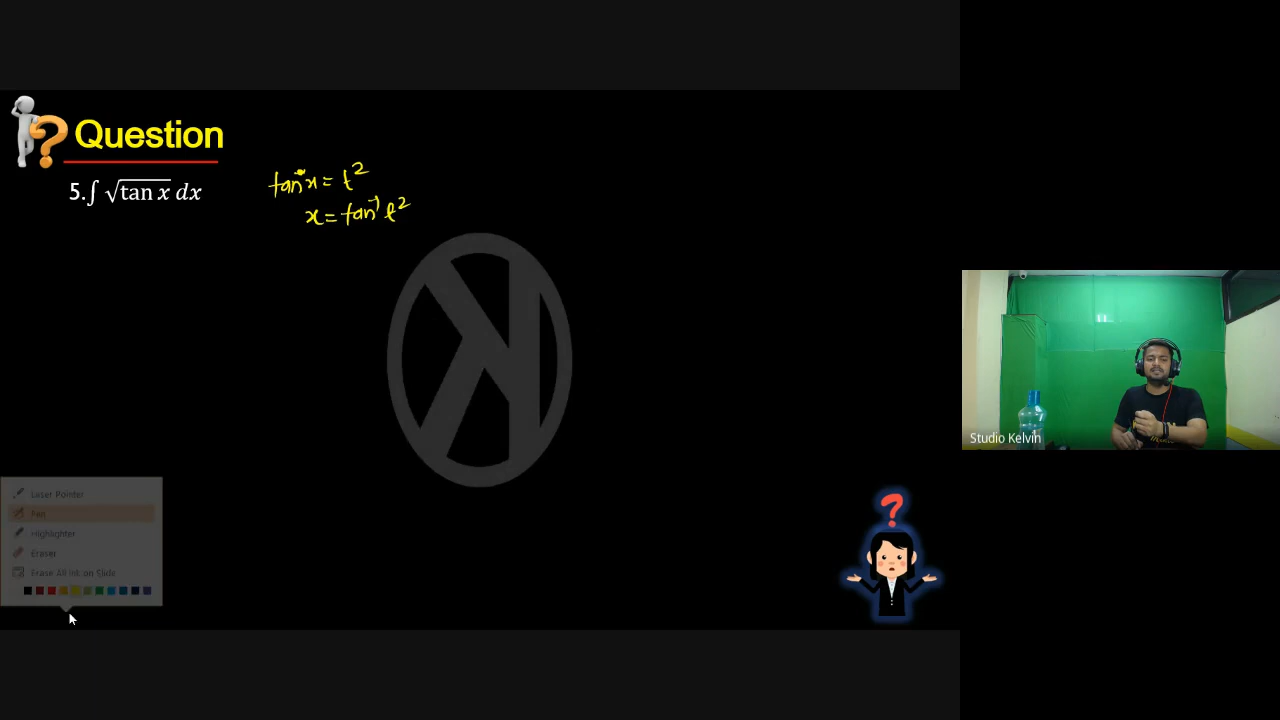 Question
5.∫ √tan x dx
tan x = t²
x = tan⁻¹ t²
Laser Pointer
Pen
Highlighter
Eraser
Erase All Ink on Slide
Studio Kelvin
?